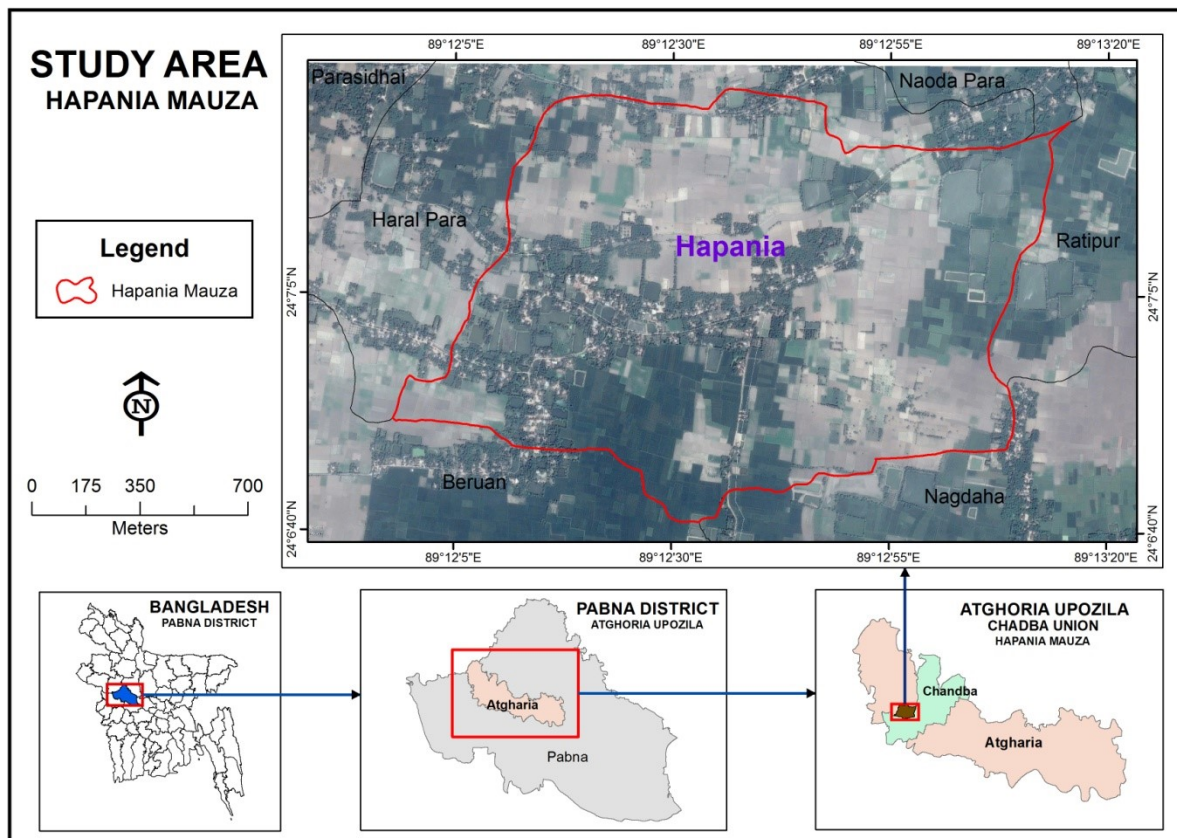 STUDY AREA
HAPANIA MAUZA
Legend
Hapania Mauza
N
0 175 350 700
Meters
89°12'5"E 89°12'30"E 89°12'55"E 89°13'20"E
Parasidhai
Naoda Para
Haral Para
Hapania
Ratipur
24°7'5"N
24°7'5"N
Beruan
Nagdaha
24°6'40"N
24°6'40"N
89°12'5"E 89°12'30"E 89°12'55"E 89°13'20"E
BANGLADESH
PABNA DISTRICT
PABNA DISTRICT
ATGHORIA UPOZILA
Atgharia
Pabna
ATGHORIA UPOZILA
CHADBA UNION
HAPANIA MAUZA
Chandba
Atgharia